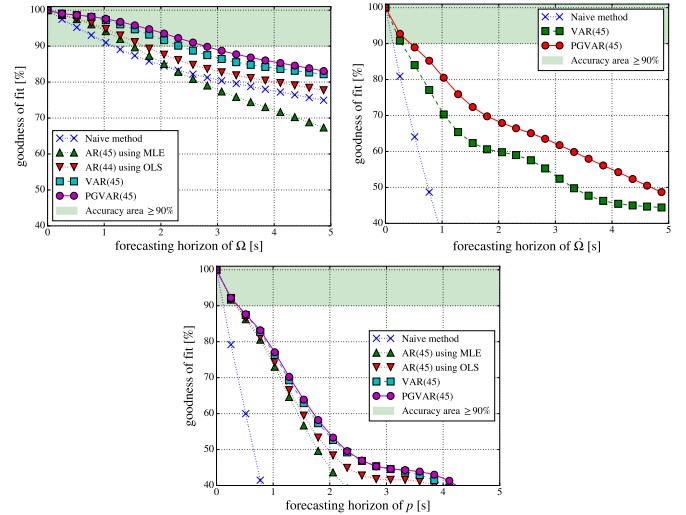 100
90
80
70
60
50
40
0 1 2 3 4 5
goodness of fit [%]
forecasting horizon of Ω [s]
Naive method
AR(45) using MLE
AR(44) using OLS
VAR(45)
PGVAR(45)
Accuracy area ≥90%
100
90
80
70
60
50
40
0 1 2 3 4 5
goodness of fit [%]
forecasting horizon of Ω̇ [s]
Naive method
VAR(45)
PGVAR(45)
Accuracy area ≥90%
100
90
80
70
60
50
40
0 1 2 3 4 5
goodness of fit [%]
forecasting horizon of p [s]
Naive method
AR(45) using MLE
AR(45) using OLS
VAR(45)
PGVAR(45)
Accuracy area ≥90%